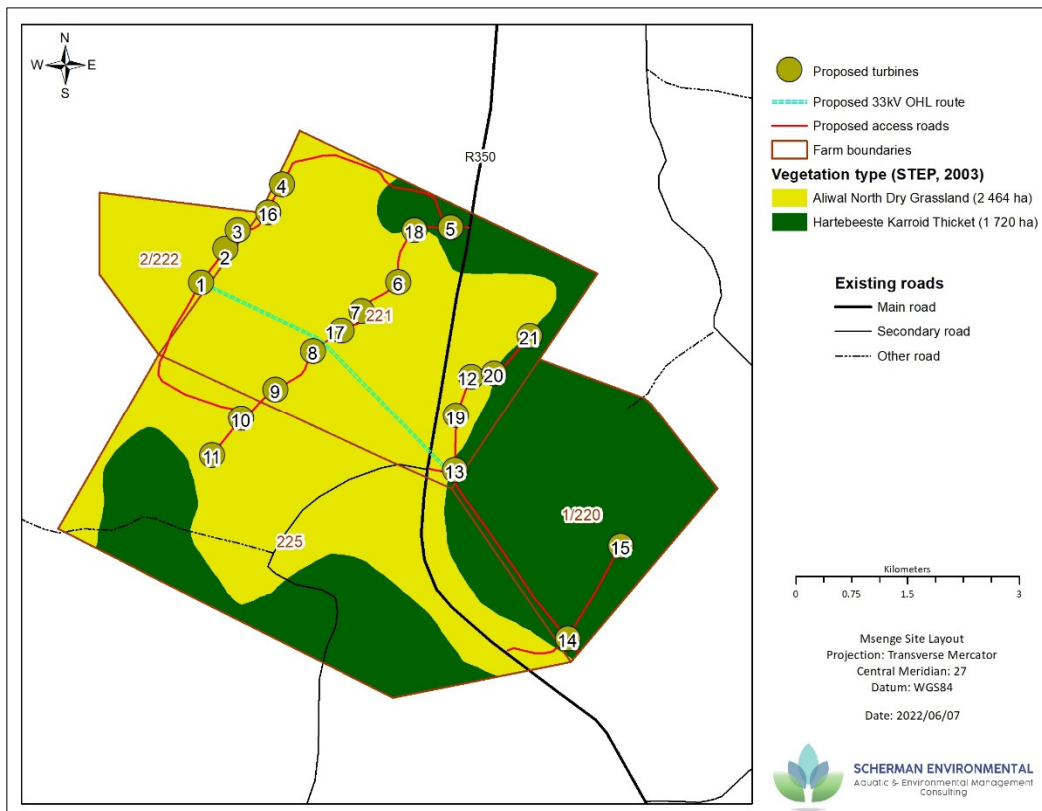 N
W E
S
R350
4
16
3
2
1
2/222
18
5
6
7
221
17
8
21
12
20
9
19
10
11
13
1/220
225
15
14
Proposed turbines
Proposed 33kV OHL route
Proposed access roads
Farm boundaries
Vegetation type (STEP, 2003)
Aliwal North Dry Grassland (2 464 ha)
Hartebeeste Karroid Thicket (1 720 ha)
Existing roads
Main road
Secondary road
Other road
Kilometers
0 0.75 1.5 3
Msenge Site Layout
Projection: Transverse Mercator
Central Meridian: 27
Datum: WGS84
Date: 2022/06/07
SCHERMAN ENVIRONMENTAL
Aquatic & Environmental Management
Consulting